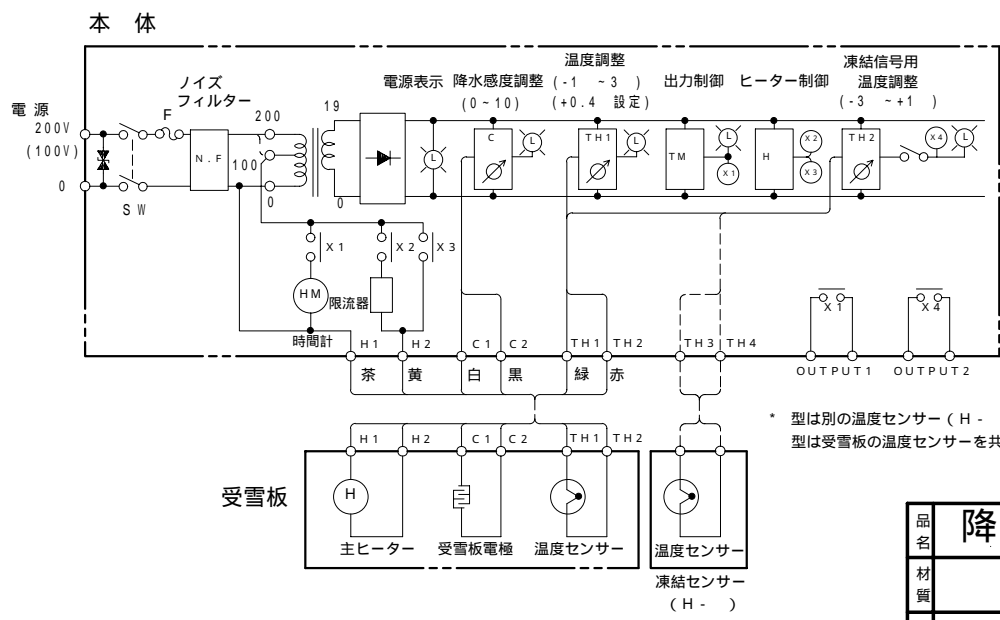 本 体
ノイズ
フィルター
電源表示
降水感度調整
(0~10)
温度調整
(-1 ~3 )
(+0.4 設定)
出力制御
ヒーター制御
凍結信号用
温度調整
(-3 ~+1 )
電 源
200V
(100V)
0
SW
F
N.F
200
100
0
19
0
L
C
L
TH1
L
TM
L
X1
H
X2
X3
TH2
X4
L
X1
X2
X3
HM
時間計
限流器
X1
X4
H1
H2
C1
C2
TH1
TH2
TH3
TH4
OUTPUT1
OUTPUT2
茶
黄
白
黒
緑
赤
* 型は別の温度センサー(H-
型は受雪板の温度センサーを共
H1
H2
C1
C2
TH1
TH2
受雪板
H
主ヒーター
受雪板電極
温度センサー
温度センサー
凍結センサー
(H- )
品名
降
材質